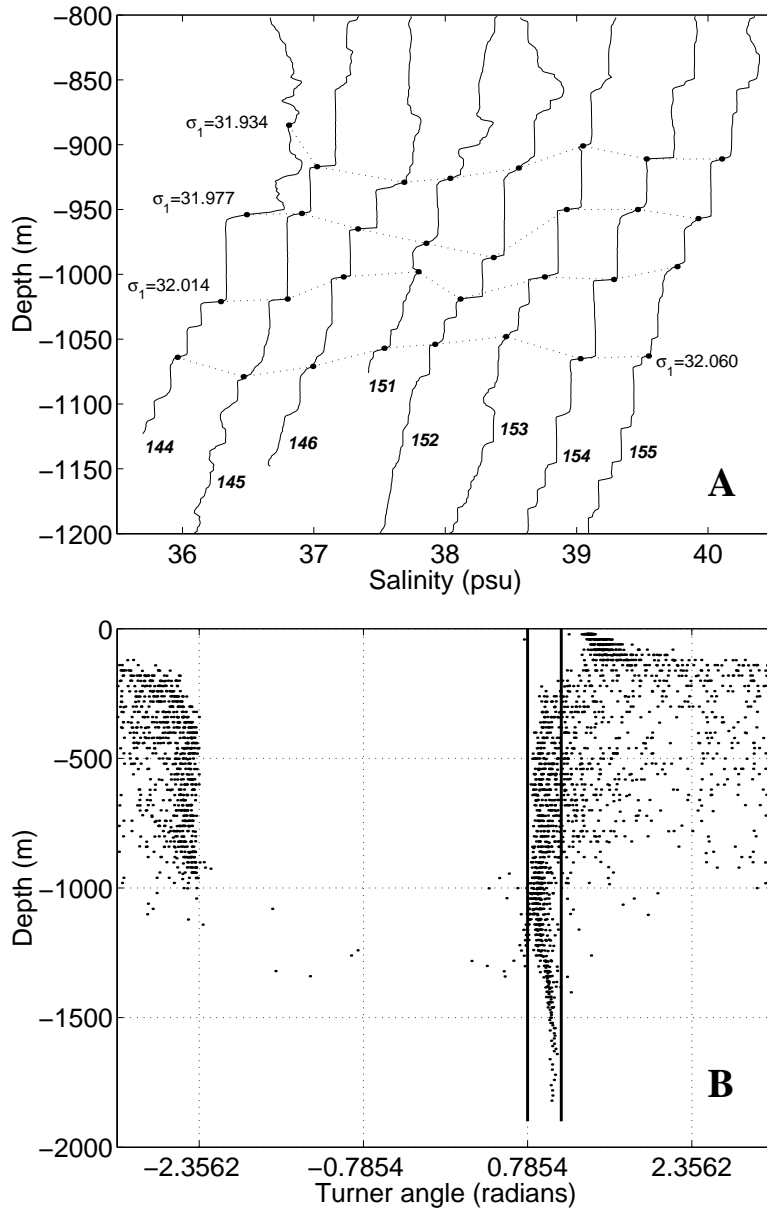 −800
−850
−900
−950
−1000
−1050
−1100
−1150
−1200
Depth (m)
σ1=31.934
σ1=31.977
σ1=32.014
σ1=32.060
144
145
146
151
152
153
154
155
A
36 37 38 39 40
Salinity (psu)
0
−500
−1000
−1500
−2000
Depth (m)
B
−2.3562 −0.7854 0.7854 2.3562
Turner angle (radians)